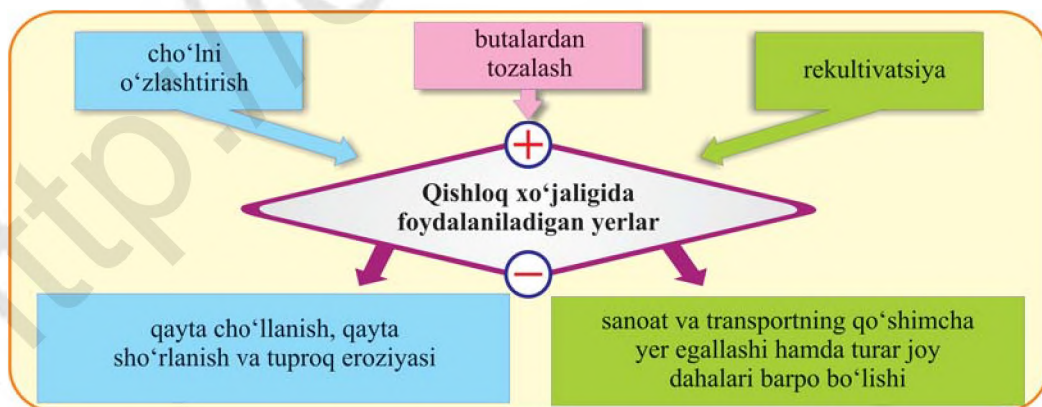 cho‘lni
o‘zlashtirish
butalardan
tozalash
rekultivatsiya
+
Qishloq xo‘jaligida
foydalaniladigan yerlar
−
qayta cho‘llanish, qayta
sho‘rlanish va tuproq eroziyasi
sanoat va transportning qo‘shimcha
yer egallashi hamda turar joy
dahalari barpo bo‘lishi